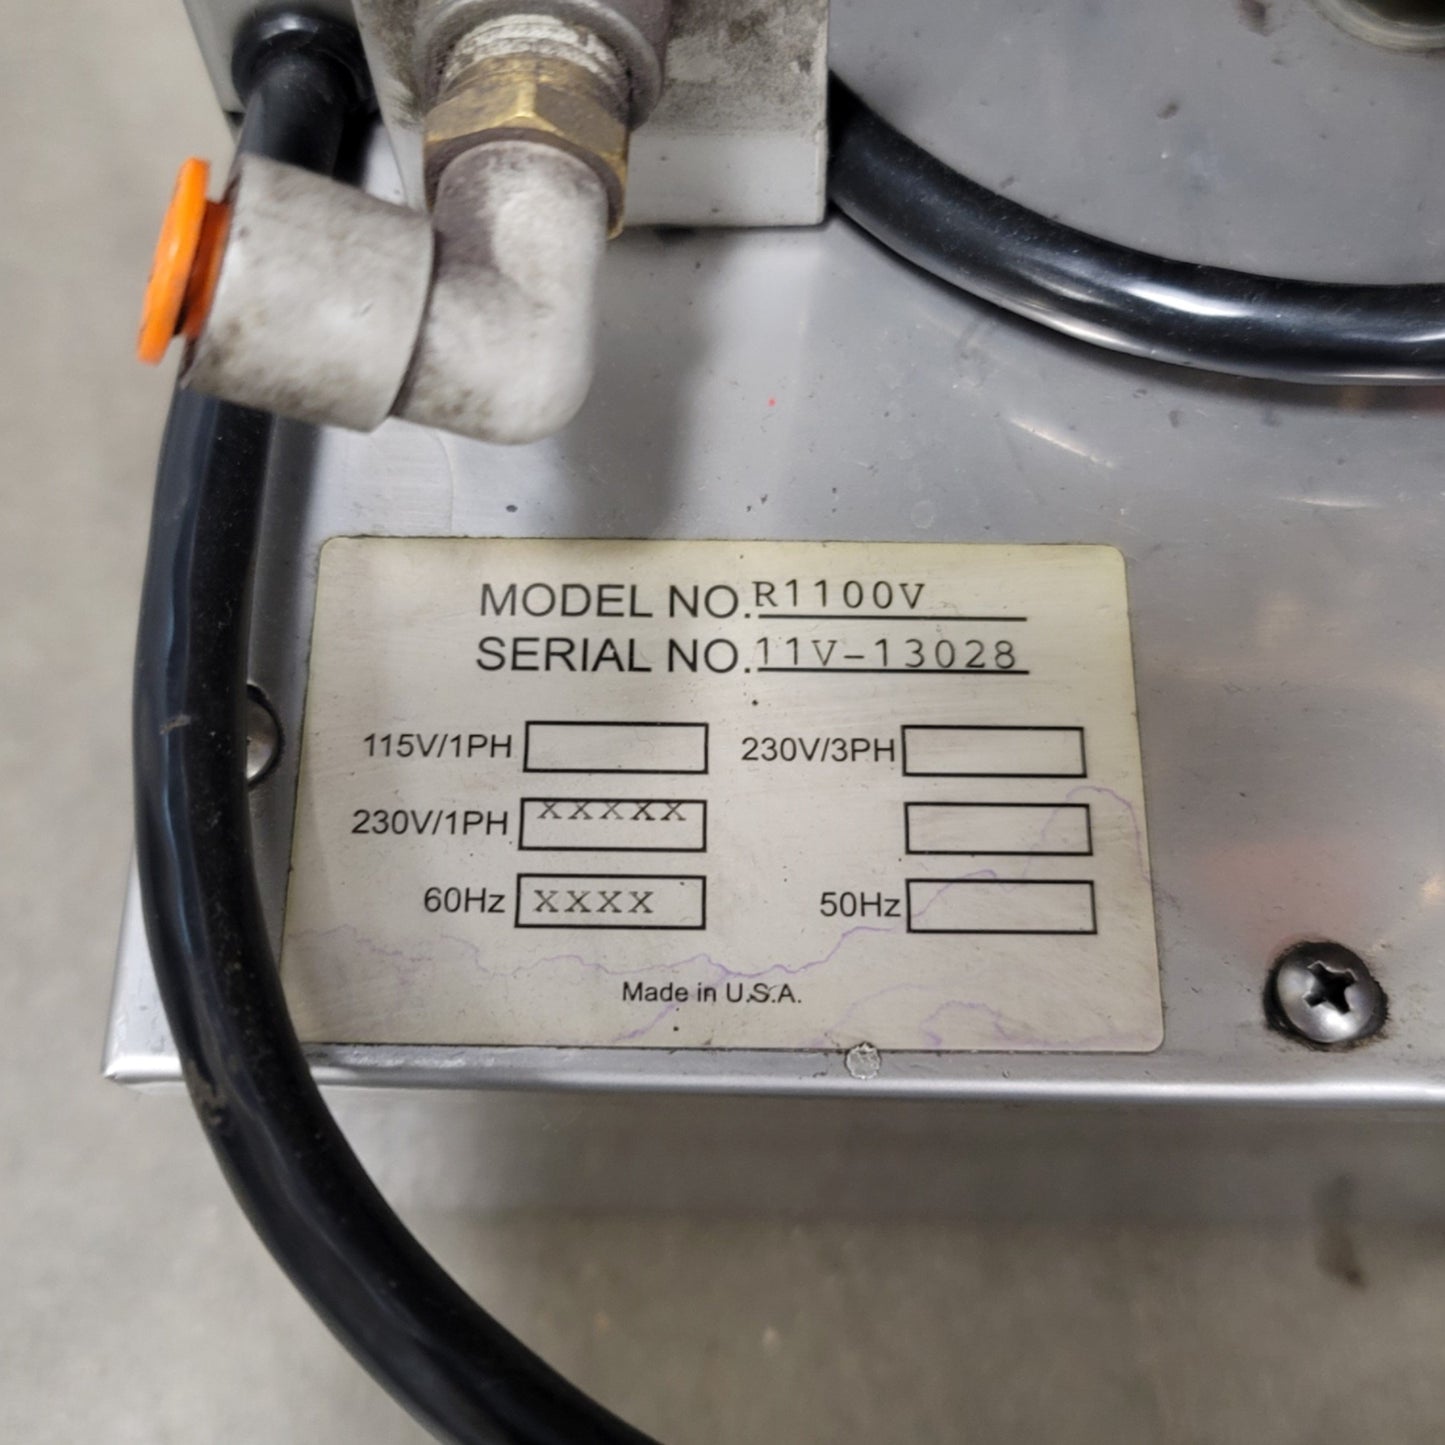 MODEL NO. R1100V
SERIAL NO. 11V-13028
115V/1PH 230V/3PH
230V/1PH XXXXX
60Hz XXXX 50Hz
Made in U.S.A.